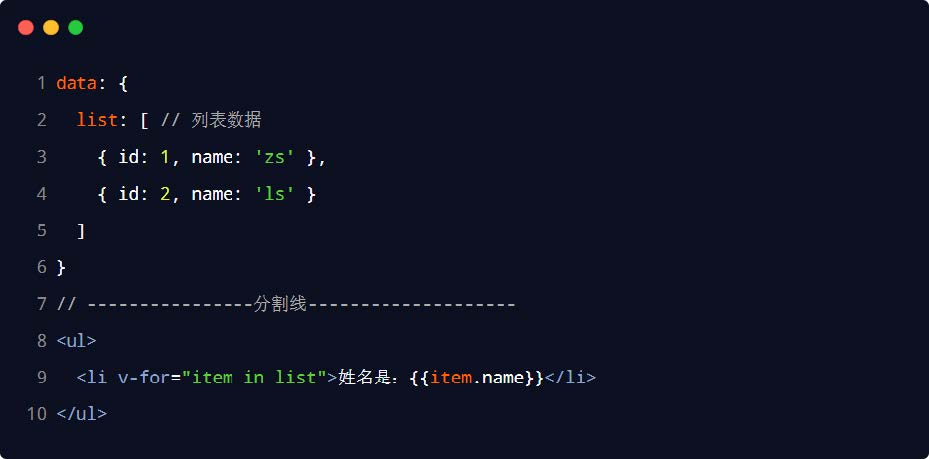 1 data: {
2   list: [ // 列表数据
3     { id: 1, name: 'zs' },
4     { id: 2, name: 'ls' }
5   ]
6 }
7 // ----------------分割线--------------------
8 <ul>
9   <li v-for="item in list">姓名是：{{item.name}}</li>
10 </ul>